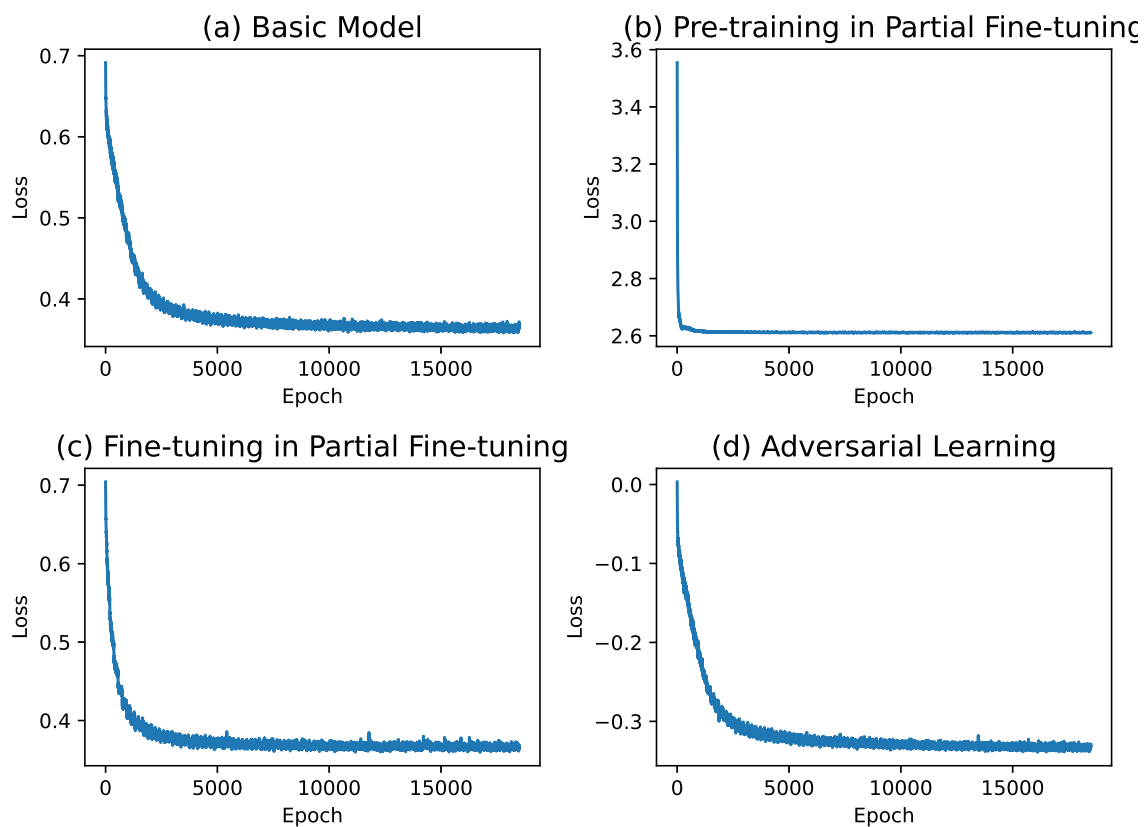 (a) Basic Model
0.7
0.6
0.5
0.4
Loss
0
5000
10000
15000
Epoch
(b) Pre-training in Partial Fine-tuning
3.6
3.4
3.2
3.0
2.8
2.6
Loss
0
5000
10000
15000
Epoch
(c) Fine-tuning in Partial Fine-tuning
0.7
0.6
0.5
0.4
Loss
0
5000
10000
15000
Epoch
(d) Adversarial Learning
0.0
−0.1
−0.2
−0.3
Loss
0
5000
10000
15000
Epoch